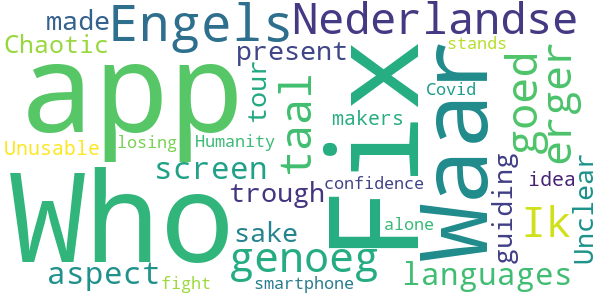 made
Engels
Nederlandse
Chaotic
present
stands
app
Fix
Waar
tour
taal
Covid
goed
erger
makers
Unusable
losing
Humanity
screen
Who
trough
confidence
guiding
idea
Unclear
sake
alone
Ik
genoeg
aspect
fight
smartphone
languages